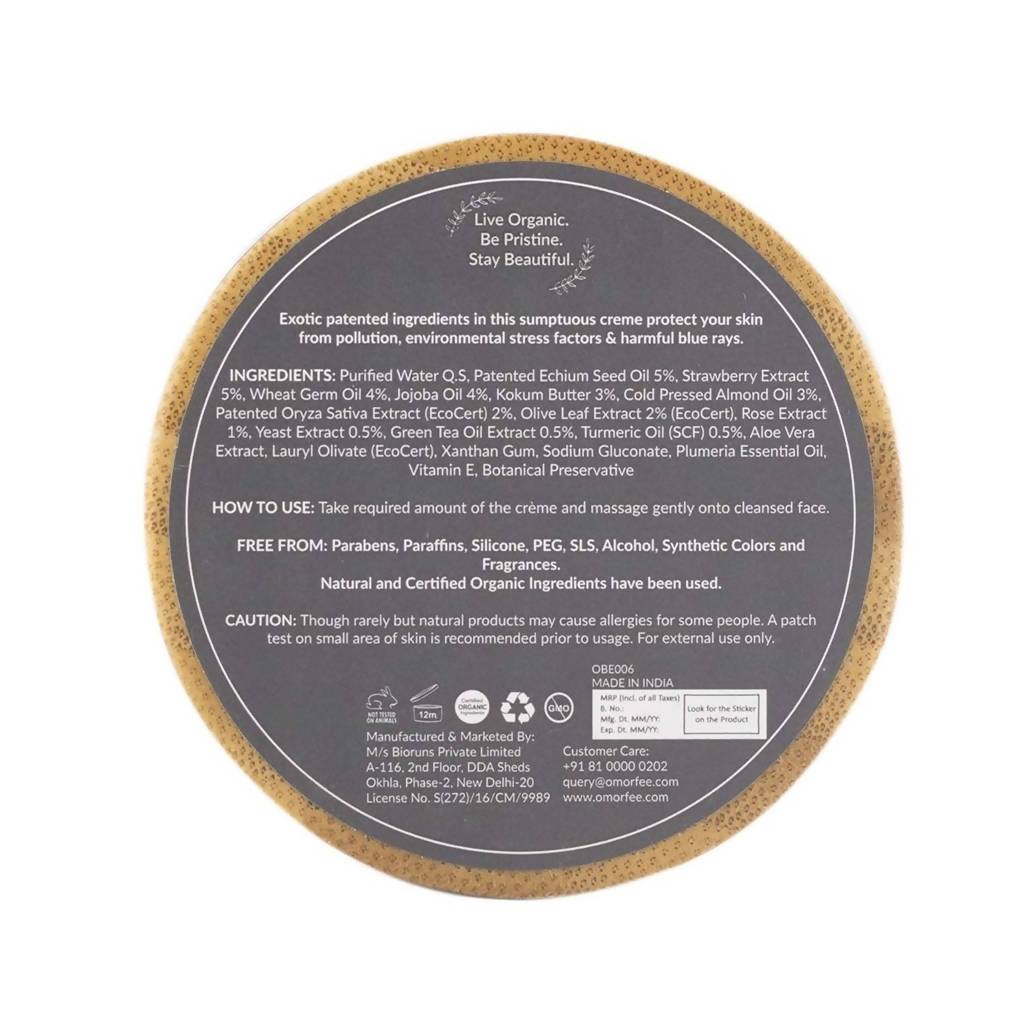 Live Organic.
Be Pristine.
Stay Beautiful.
Exotic patented ingredients in this sumptuous creme protect your skin
from pollution, environmental stress factors & harmful blue rays.
INGREDIENTS: Purified Water Q.S, Patented Echium Seed Oil 5%, Strawberry Extract
5%, Wheat Germ Oil 4%, Jojoba Oil 4%, Kokum Butter 3%, Cold Pressed Almond Oil 3%,
Patented Oryza Sativa Extract (EcoCert) 2%, Olive Leaf Extract 2% (EcoCert), Rose Extract
1%, Yeast Extract 0.5%, Green Tea Oil Extract 0.5%, Turmeric Oil (SCF) 0.5%, Aloe Vera
Extract, Lauryl Olivate (EcoCert), Xanthan Gum, Sodium Gluconate, Plumeria Essential Oil,
Vitamin E, Botanical Preservative
HOW TO USE: Take required amount of the crème and massage gently onto cleansed face.
FREE FROM: Parabens, Paraffins, Silicone, PEG, SLS, Alcohol, Synthetic Colors and
Fragrances.
Natural and Certified Organic Ingredients have been used.
CAUTION: Though rarely but natural products may cause allergies for some people. A patch
test on small area of skin is recommended prior to usage. For external use only.
OBE006
MADE IN INDIA
MRP (Incl. of all Taxes)
B. No.:
Mfg. Dt. MM/YY:
Exp. Dt. MM/YY:
Look for the Sticker
on the Product
NOT TESTED
ON ANIMALS
12m
Certified
ORGANIC
Ingredients
GMO
Manufactured & Marketed By:
M/s Bioruns Private Limited
A-116, 2nd Floor, DDA Sheds
Okhla, Phase-2, New Delhi-20
License No. S(272)/16/CM/9989
Customer Care:
+91 81 0000 0202
query@omorfee.com
www.omorfee.com